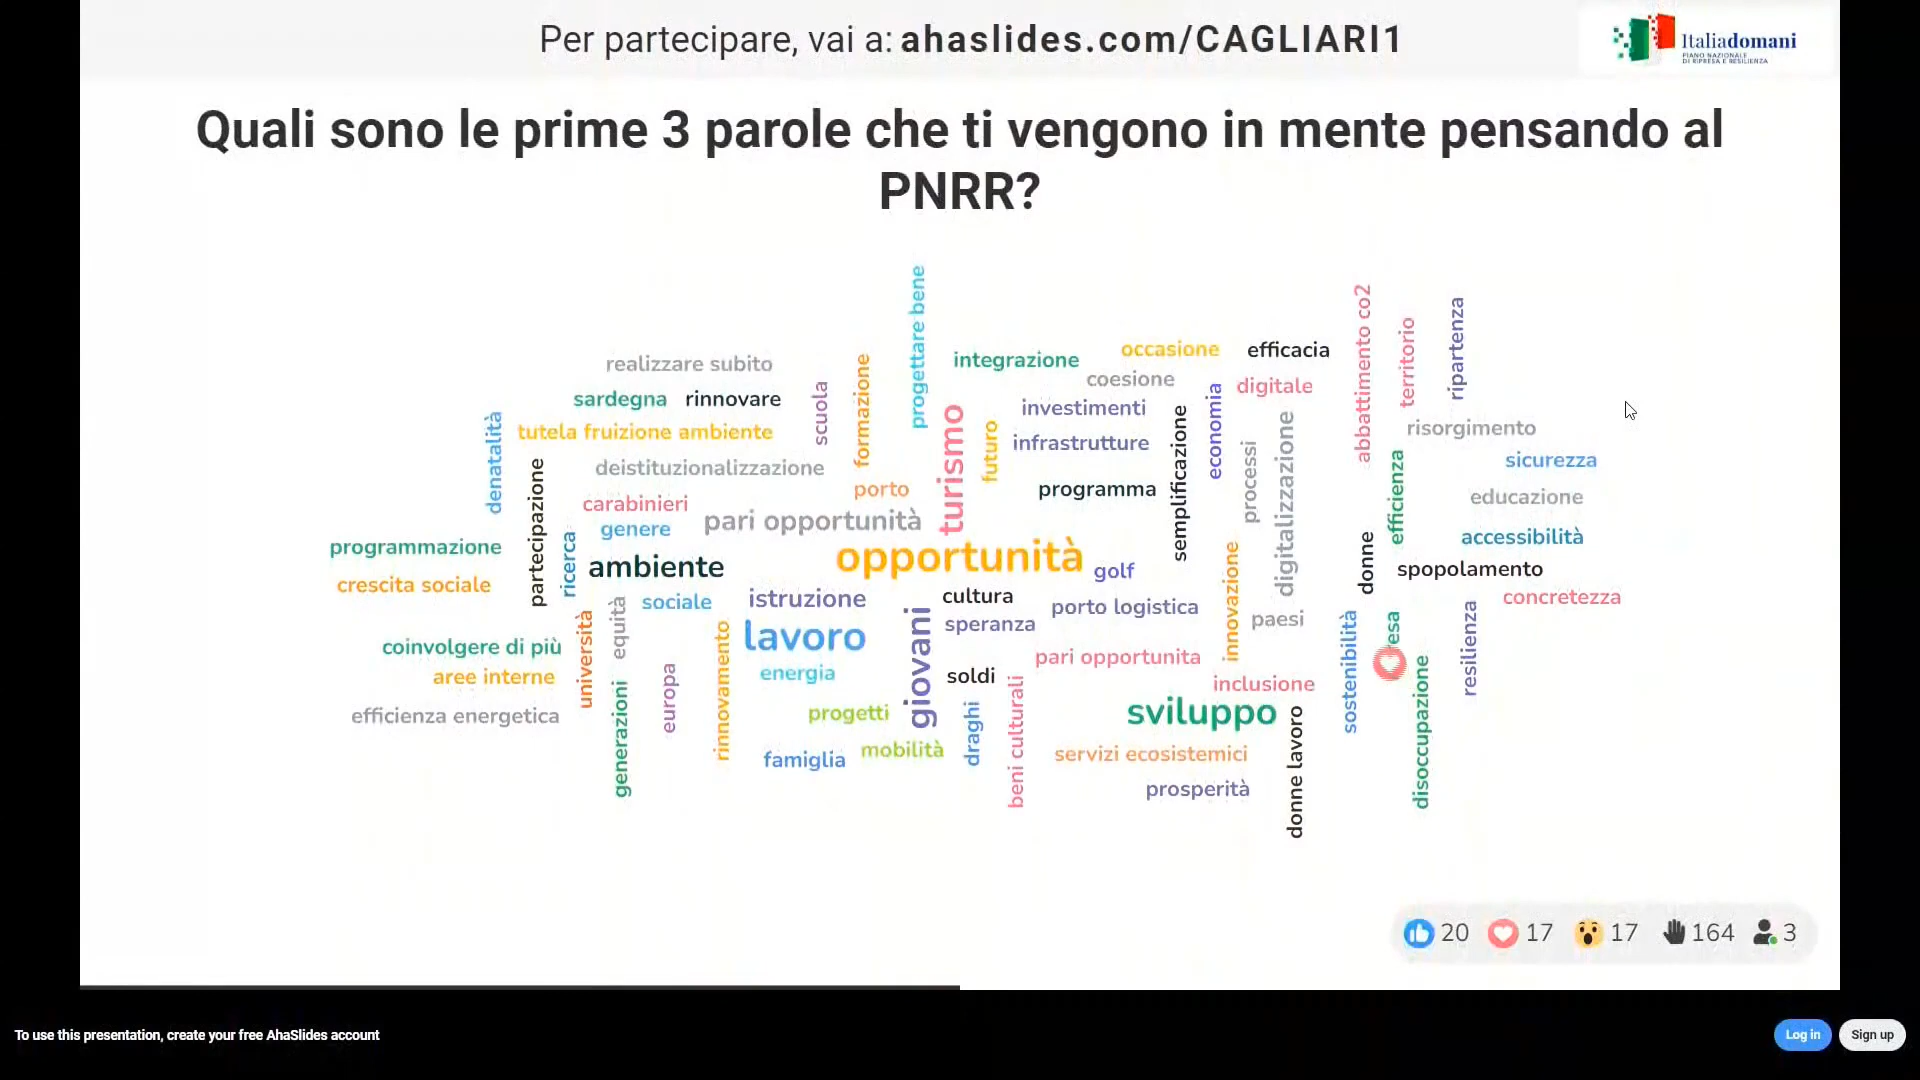 Per partecipare, vai a: ahaslides.com/CAGLIARI1
Italiadomani
PIANO NAZIONALE
DI RIPRESA E RESILIENZA
Quali sono le prime 3 parole che ti vengono in mente pensando al
PNRR?
progettare bene
abbattimento co2
territorio
ripartenza
realizzare subito
integrazione
occasione
efficacia
coesione
digitale
sardegna
rinnovare
scuola
formazione
investimenti
economia
denatalità
tutela fruizione ambiente
turismo
futuro
infrastrutture
semplificazione
processi
digitalizzazione
risorgimento
sicurezza
partecipazione
deistituzionalizzazione
porto
programma
efficienza
educazione
carabinieri
genere
pari opportunità
accessibilità
programmazione
ricerca
ambiente
opportunità
golf
innovazione
donne
spopolamento
crescita sociale
sociale
istruzione
cultura
porto logistica
paesi
concretezza
università
equità
lavoro
giovani
speranza
sostenibilità
esa
resilienza
coinvolgere di più
rinnovamento
energia
soldi
pari opportunita
inclusione
aree interne
europa
generazioni
progetti
draghi
beni culturali
sviluppo
disoccupazione
efficienza energetica
famiglia
mobilità
servizi ecosistemici
donne lavoro
prosperità
20 17 17 164 3
To use this presentation, create your free AhaSlides account
Log in
Sign up